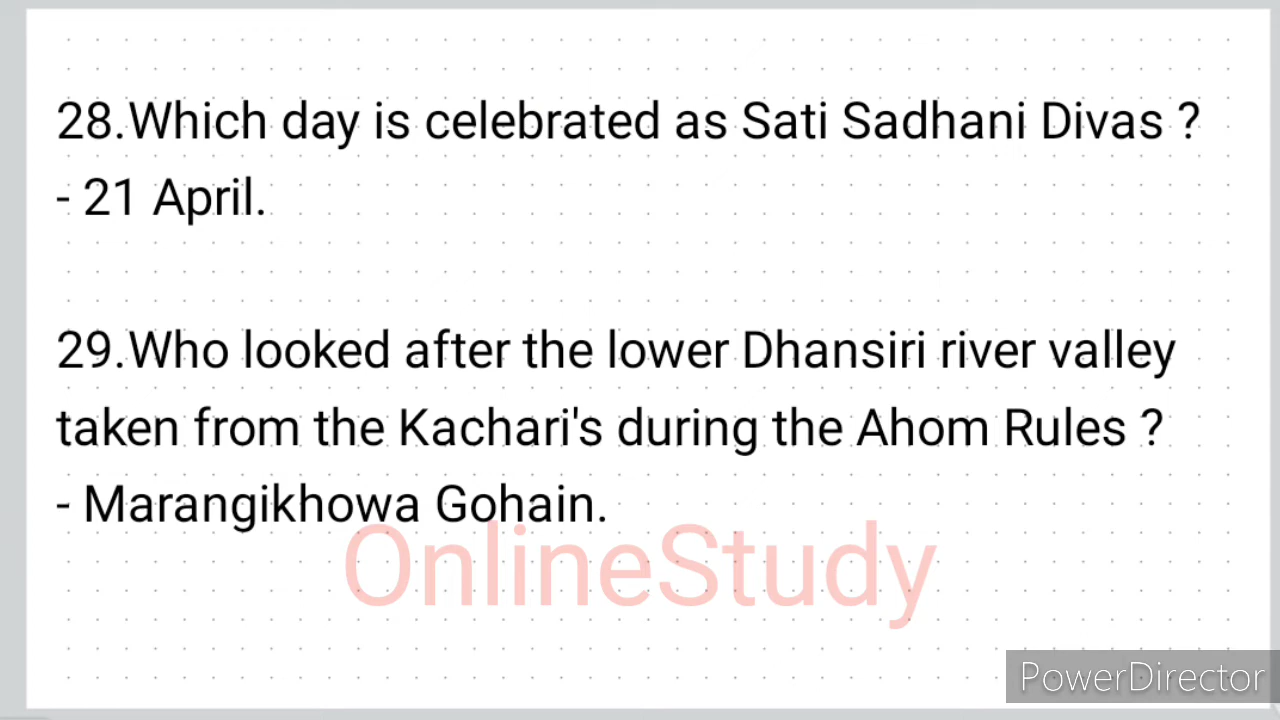 28.Which day is celebrated as Sati Sadhani Divas ?
- 21 April.
29.Who looked after the lower Dhansiri river valley
taken from the Kachari's during the Ahom Rules ?
- Marangikhowa Gohain.
OnlineStudy
PowerDirector